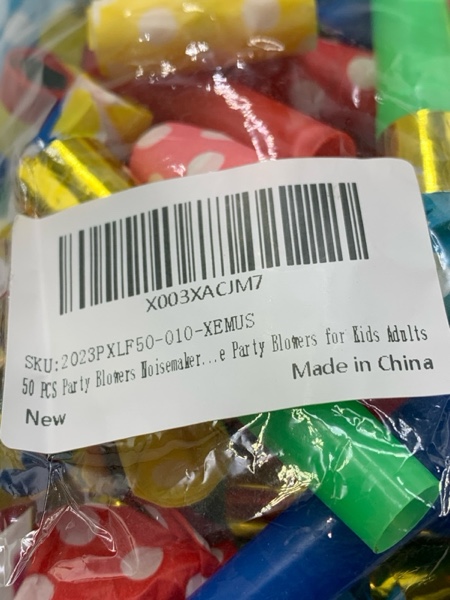 X003XACJM7
SKU:2023PXLF50-010-XEMUS
50 PCS Party Blowers Noisemaker...e Party Blowers for Kids Adults
New Made in China